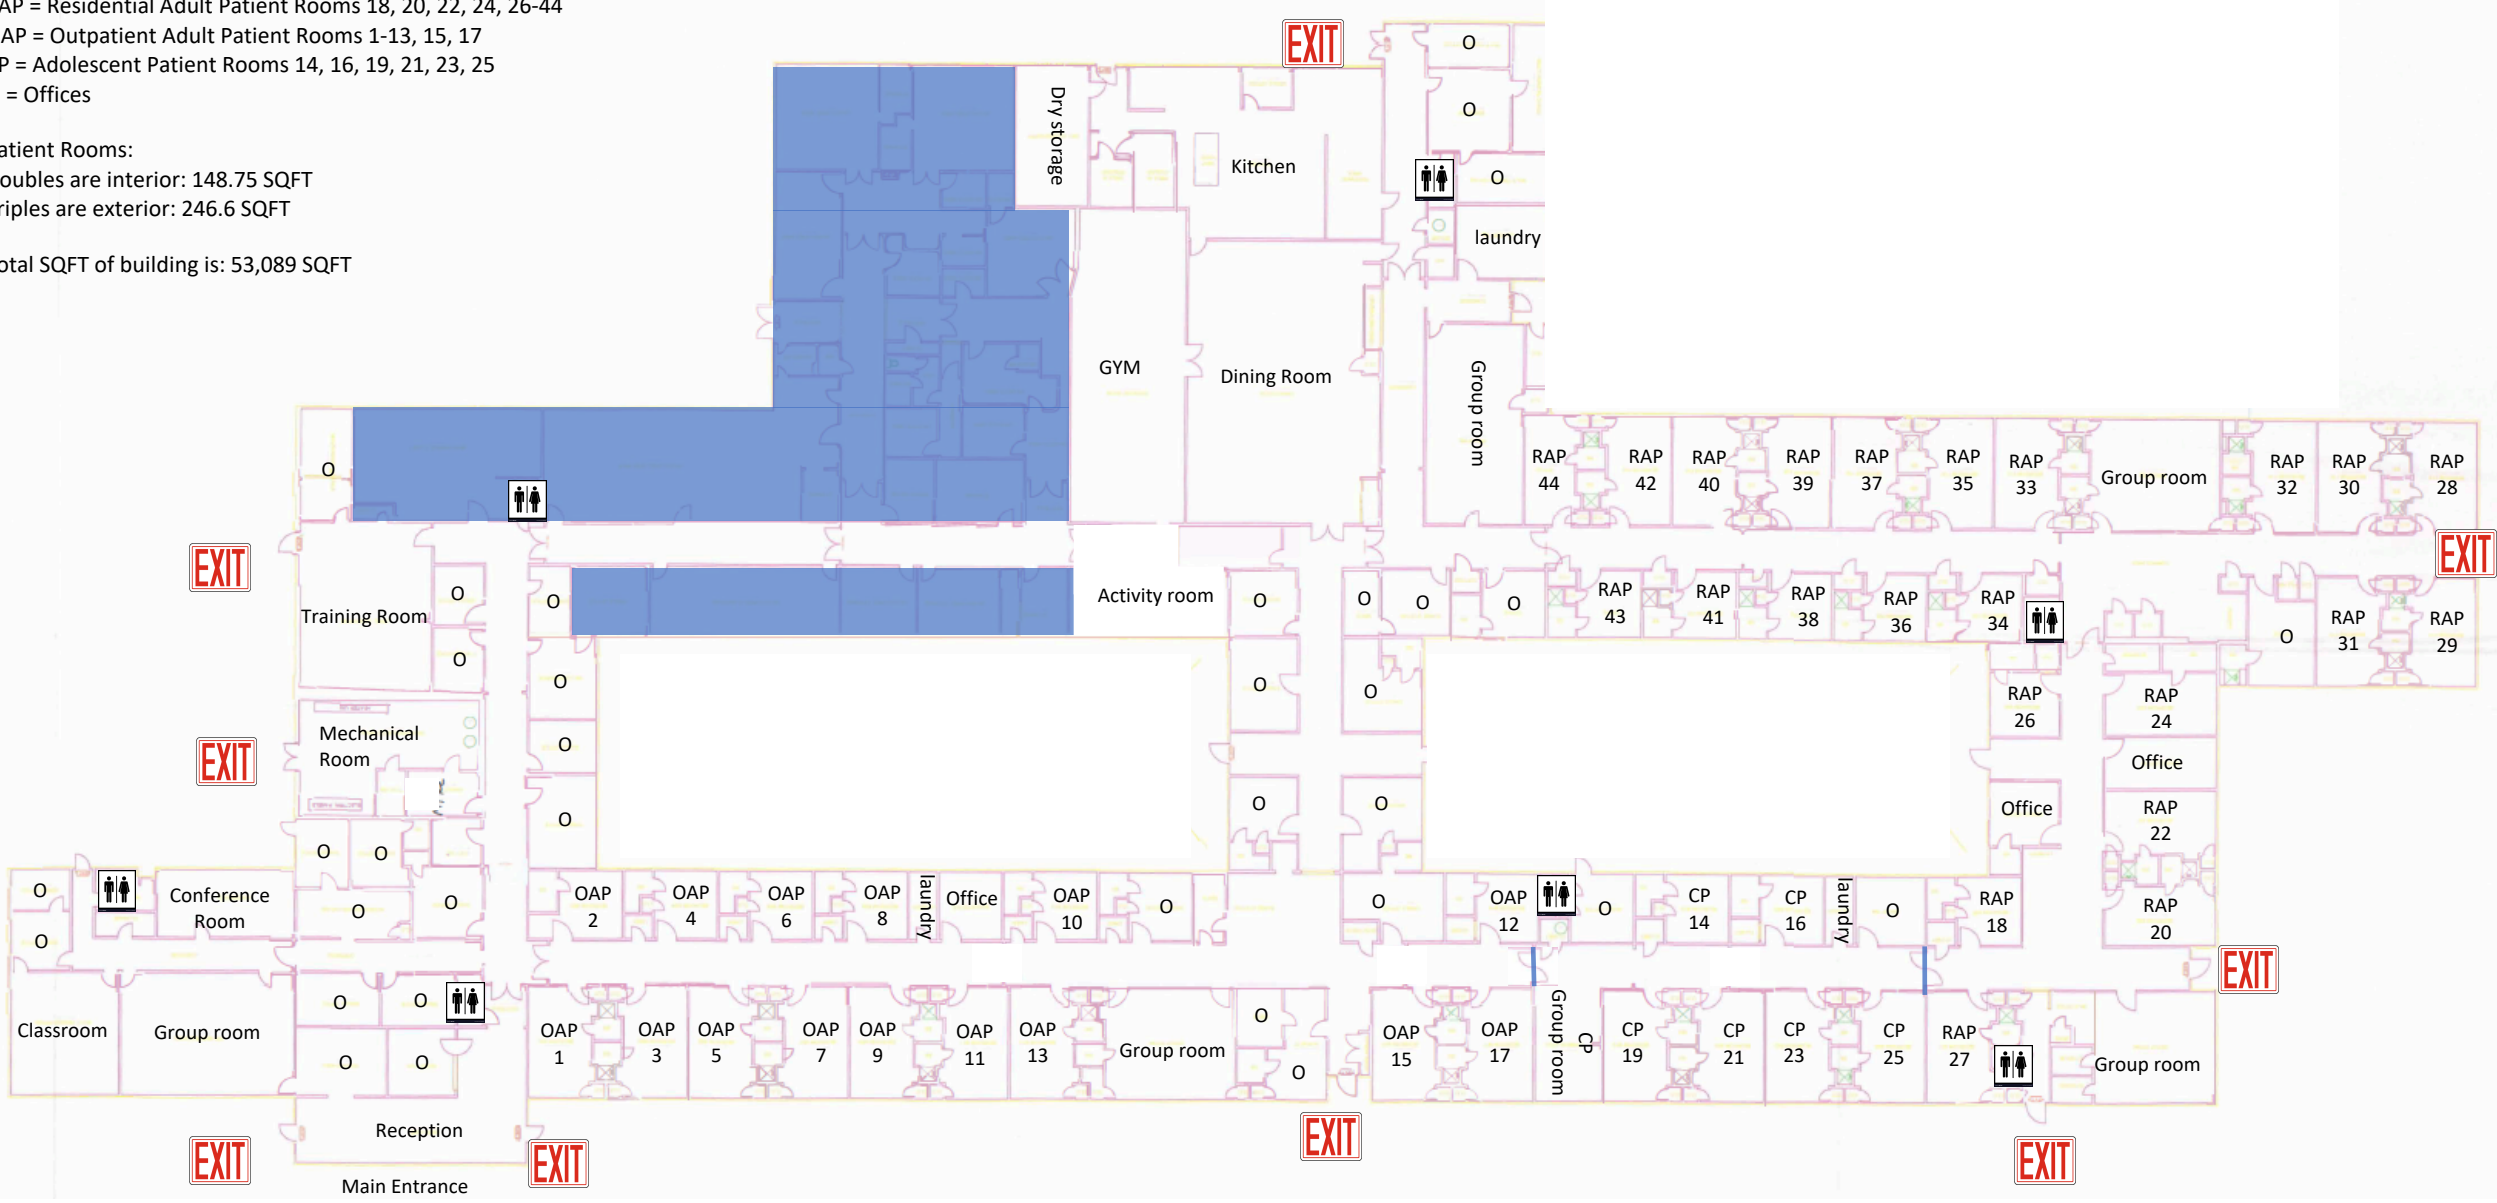 AP = Residential Adult Patient Rooms 18, 20, 22, 24, 26-44
AP = Outpatient Adult Patient Rooms 1-13, 15, 17
P = Adolescent Patient Rooms 14, 16, 19, 21, 23, 25
= Offices
atient Rooms:
oubles are interior: 148.75 SQFT
riples are exterior: 246.6 SQFT
otal SQFT of building is: 53,089 SQFT
EXIT
O
O
O
Dry storage
Kitchen
laundry
GYM
Dining Room
Group room
O
RAP
44
RAP
42
RAP
40
RAP
39
RAP
37
RAP
35
RAP
33
Group room
RAP
32
RAP
30
RAP
28
EXIT
EXIT
Training Room
O
O
O
Activity room
O
O
O
O
RAP
43
RAP
41
RAP
38
RAP
36
RAP
34
O
RAP
31
RAP
29
O
O
O
RAP
26
RAP
24
EXIT
Mechanical
Room
O
O
O
O
Office
Office
RAP
22
O
O
O
O
Conference
Room
O
O
OAP
2
OAP
4
OAP
6
OAP
8
laundry
Office
OAP
10
O
O
OAP
12
O
CP
14
CP
16
laundry
O
RAP
18
RAP
20
EXIT
Classroom
Group room
O
O
O
O
OAP
1
OAP
3
OAP
5
OAP
7
OAP
9
OAP
11
OAP
13
Group room
O
O
OAP
15
OAP
17
CP
Group room
CP
19
CP
21
CP
23
CP
25
RAP
27
Group room
Reception
EXIT
EXIT
EXIT
EXIT
Main Entrance